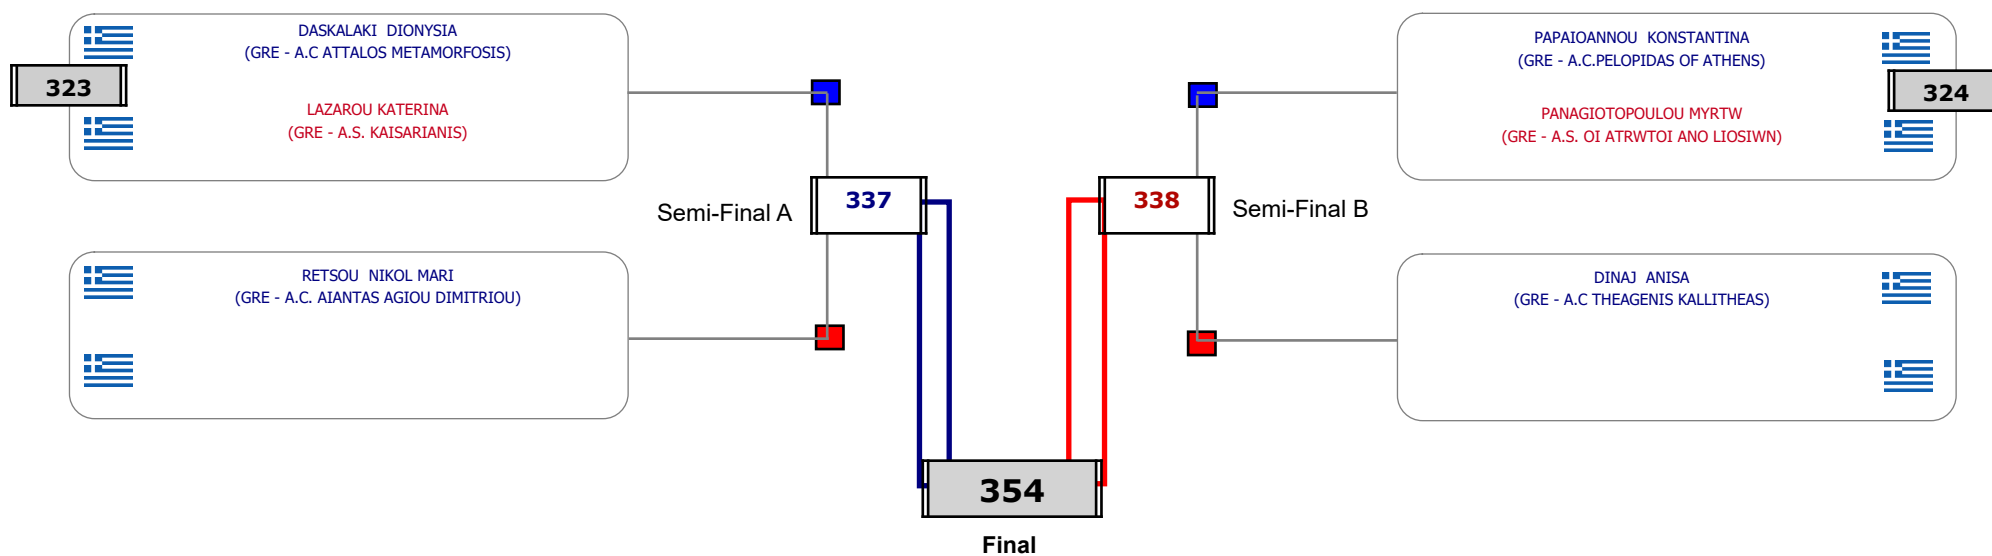 DASKALAKI DIONYSIA
(GRE - A.C ATTALOS METAMORFOSIS)
323
LAZAROU KATERINA
(GRE - A.S. KAISARIANIS)
PAPAIOANNOU KONSTANTINA
(GRE - A.C.PELOPIDAS OF ATHENS)
324
PANAGIOTOPOULOU MYRTW
(GRE - A.S. OI ATRWTOI ANO LIOSIWN)
Semi-Final A
337
338
Semi-Final B
RETSOU NIKOL MARI
(GRE - A.C. AIANTAS AGIOU DIMITRIOU)
DINAJ ANISA
(GRE - A.C THEAGENIS KALLITHEAS)
354
Final